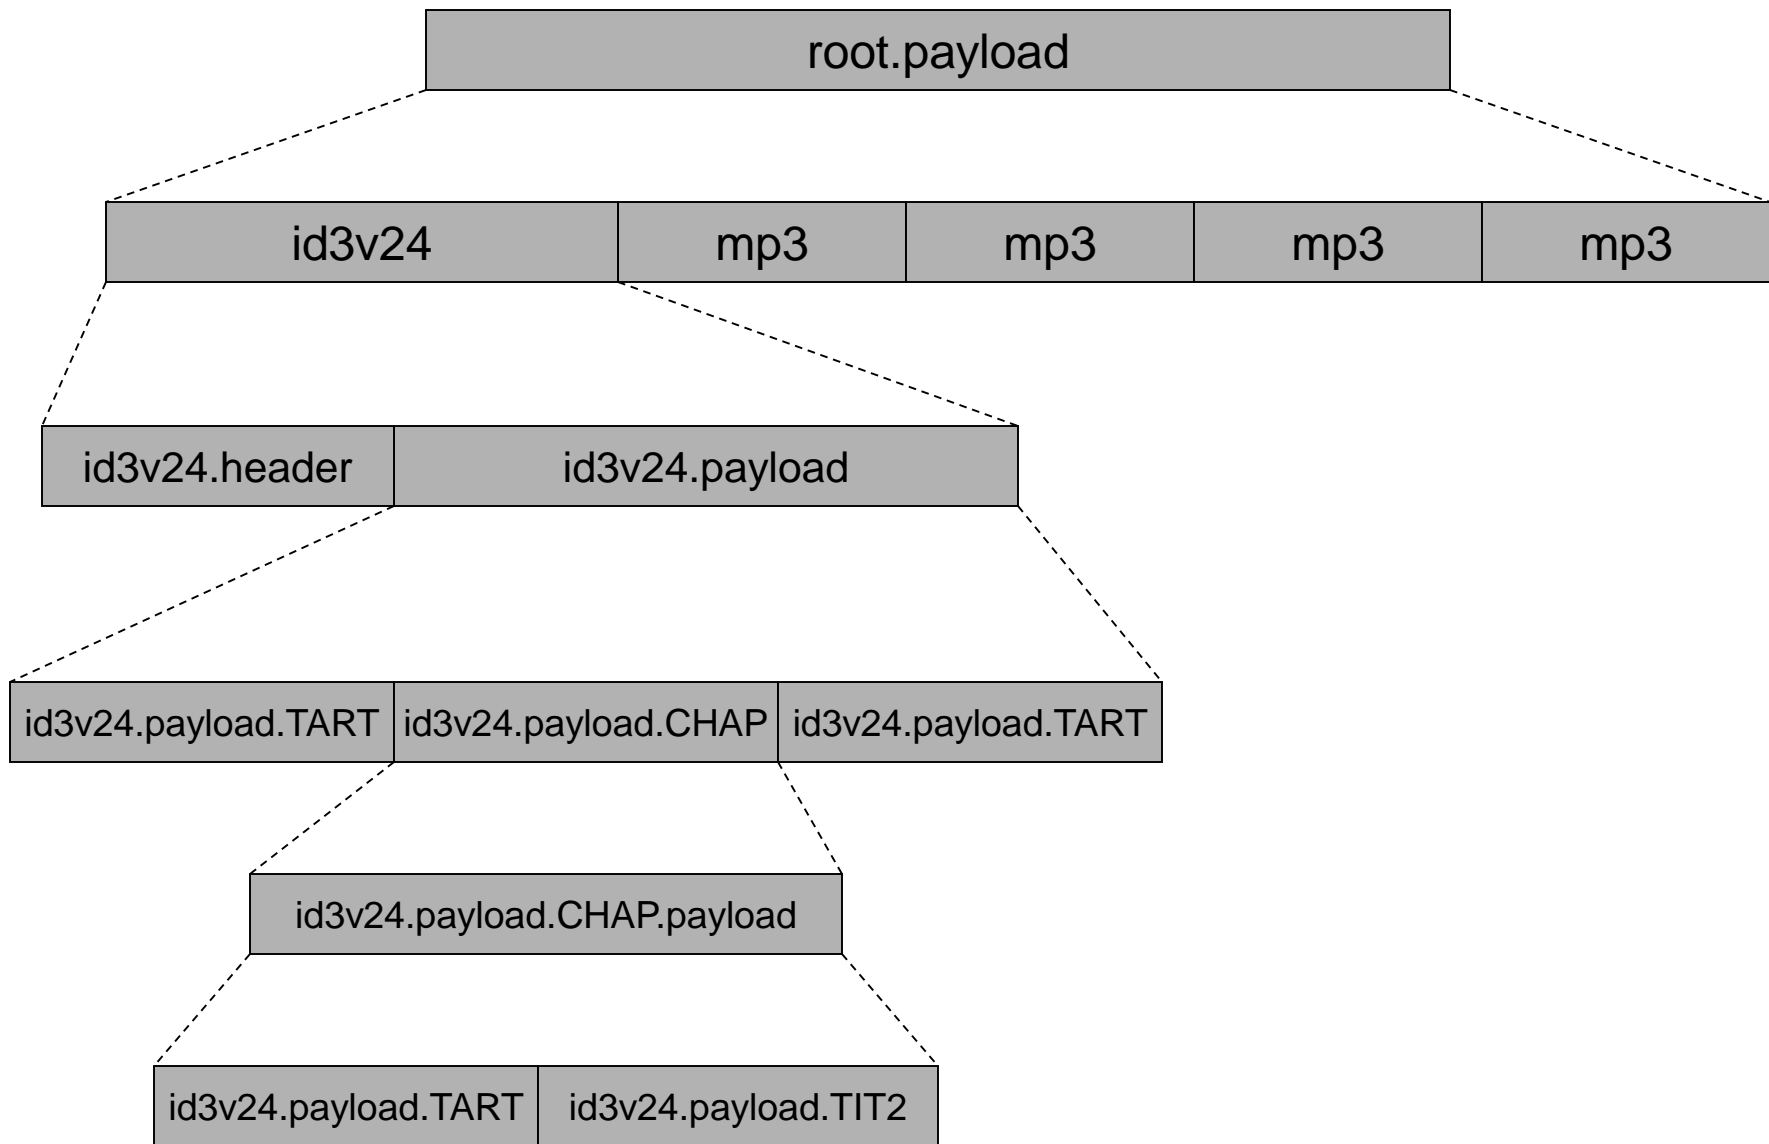 root.payload
id3v24 mp3 mp3 mp3 mp3
id3v24.header id3v24.payload
id3v24.payload.TART id3v24.payload.CHAP id3v24.payload.TART
id3v24.payload.CHAP.payload
id3v24.payload.TART id3v24.payload.TIT2